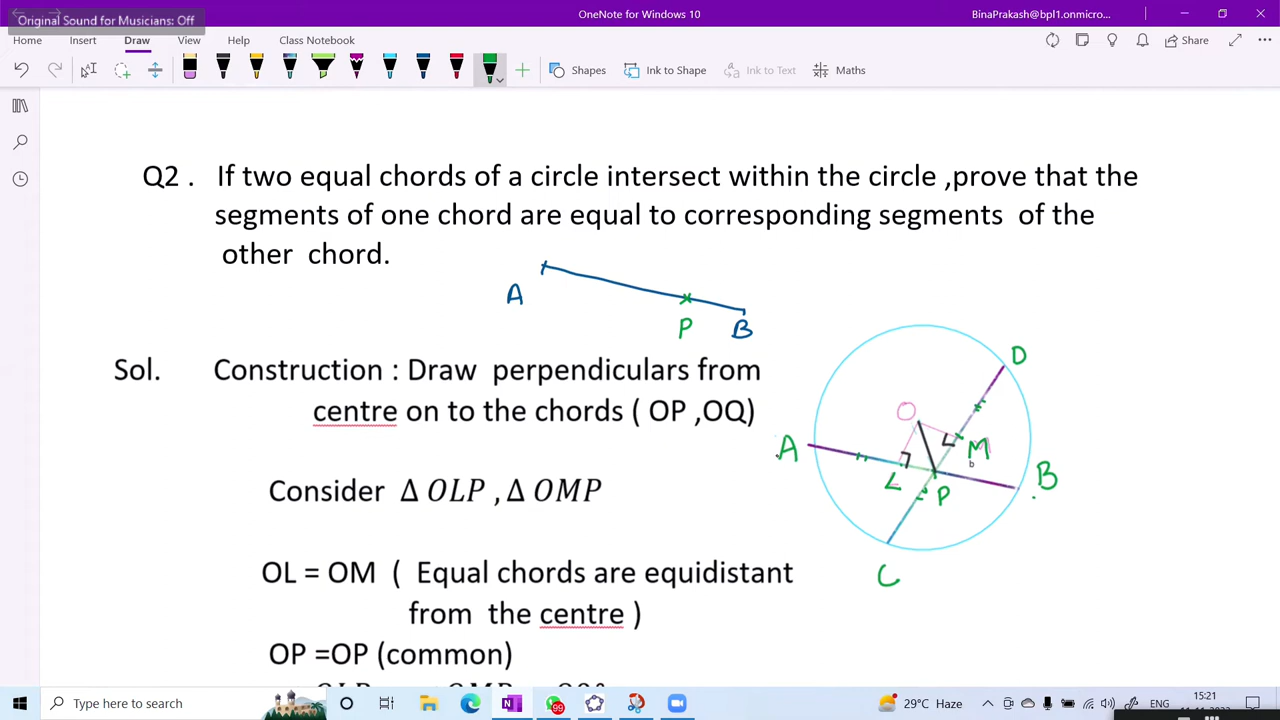 Original Sound for Musicians: Off
OneNote for Windows 10
BinaPrakash@bpl1.onmicro...
Home Insert Draw View Help Class Notebook
Share
Shapes Ink to Shape Ink to Text Maths
Q2 . If two equal chords of a circle intersect within the circle ,prove that the
segments of one chord are equal to corresponding segments of the
other chord.
A
P B
Sol. Construction : Draw perpendiculars from
centre on to the chords ( OP ,OQ)
D
O
A M
B
L P
C
Consider Δ OLP , Δ OMP
OL = OM ( Equal chords are equidistant
from the centre )
OP =OP (common)
Type here to search
99
29°C Haze
ENG
15:21